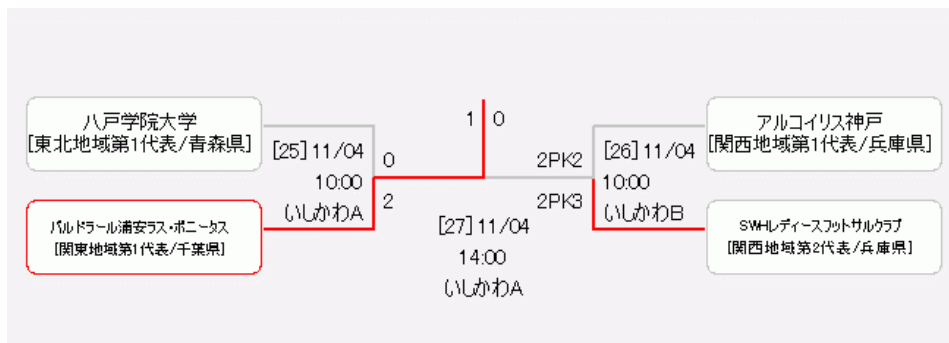 八戸学院大学
[東北地域第1代表/青森県]
[25]11/04
10:00
いしかわA
0
2
バルドラール浦安ラス・ボニータス
[関東地域第1代表/千葉県]
1
0
[27]11/04
14:00
いしかわA
2PK2
2PK3
[26]11/04
10:00
いしかわB
アルコイリス神戸
[関西地域第1代表/兵庫県]
SWHレディースフットサルクラブ
[関西地域第2代表/兵庫県]